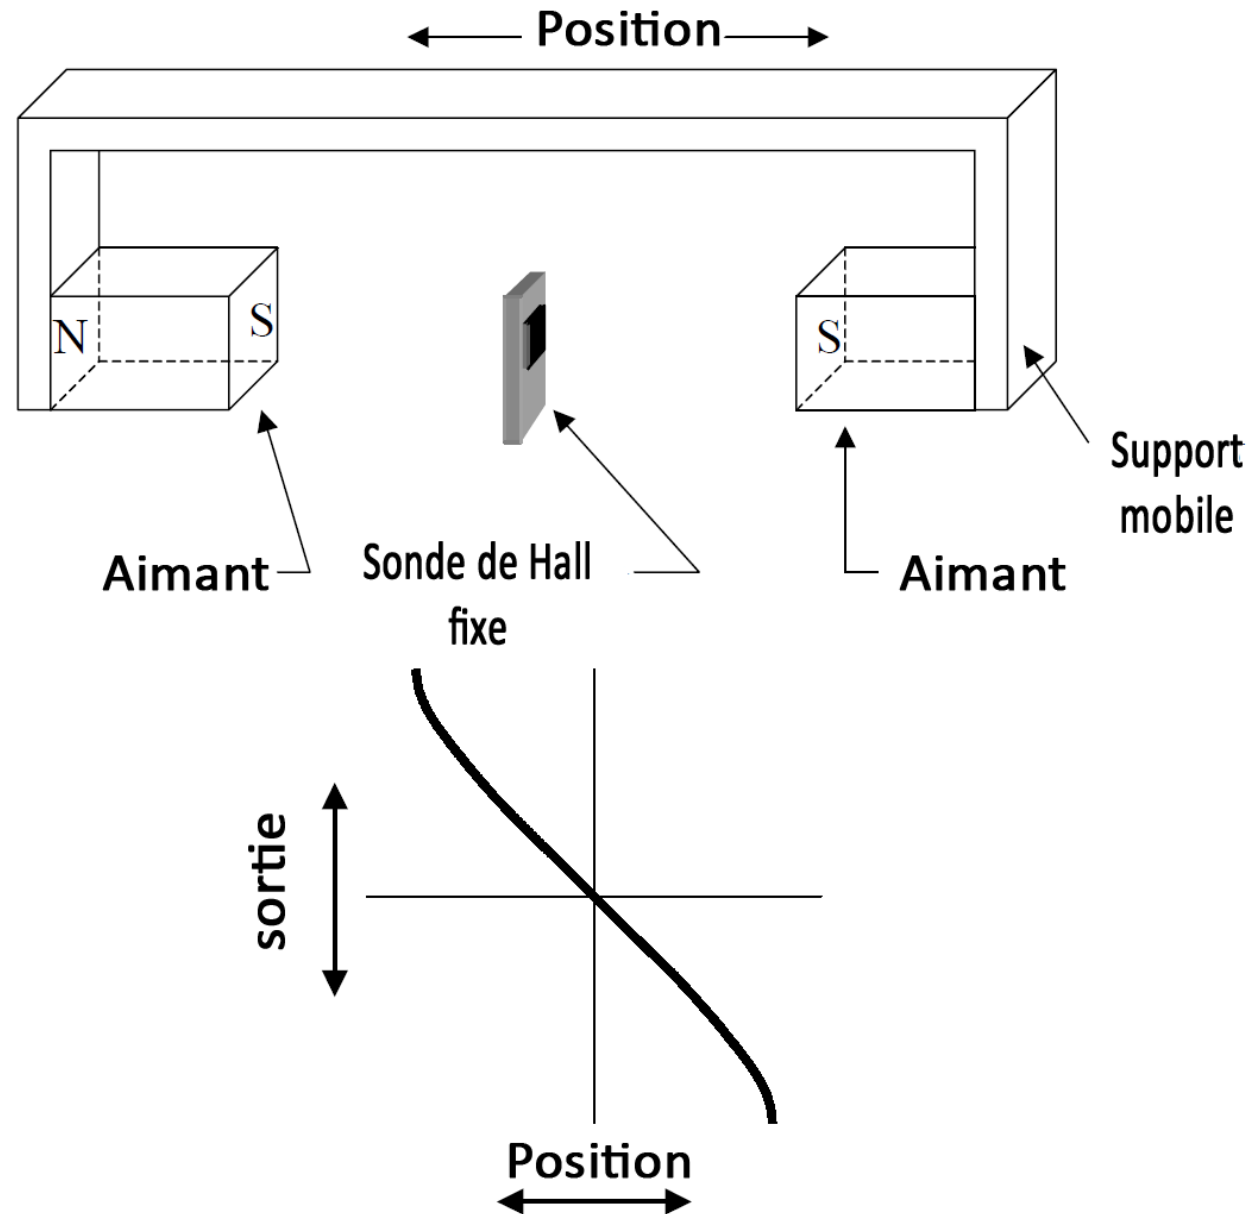 Position
N
S
S
Support
mobile
Aimant
Sonde de Hall
fixe
Aimant
sortie
Position